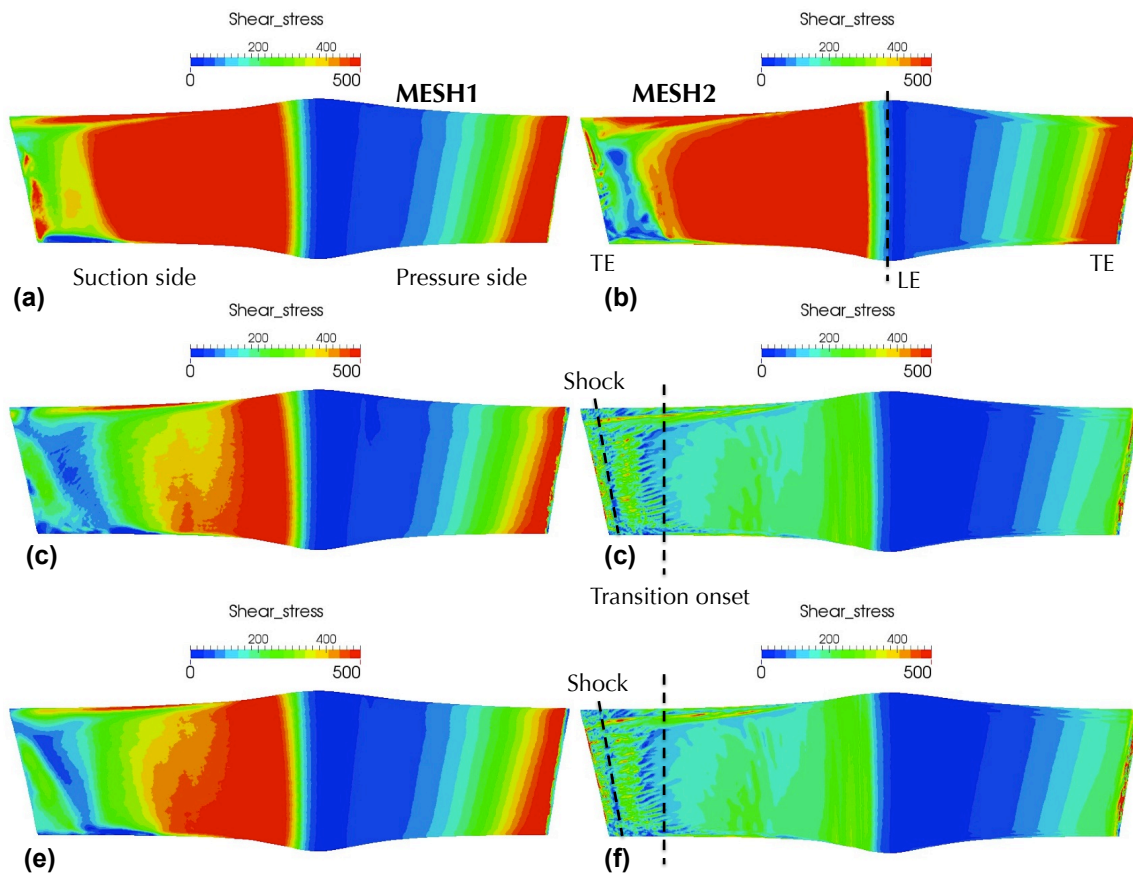 Shear_stress
200 400
0 500
MESH1
Shear_stress
200 400
0 500
MESH2
Suction side
Pressure side
(a)
TE
LE
TE
(b)
Shear_stress
200 400
0 500
(c)
Shear_stress
200 400
0 500
Shock
(c)
Transition onset
Shear_stress
200 400
0 500
(e)
Shear_stress
200 400
0 500
Shock
(f)